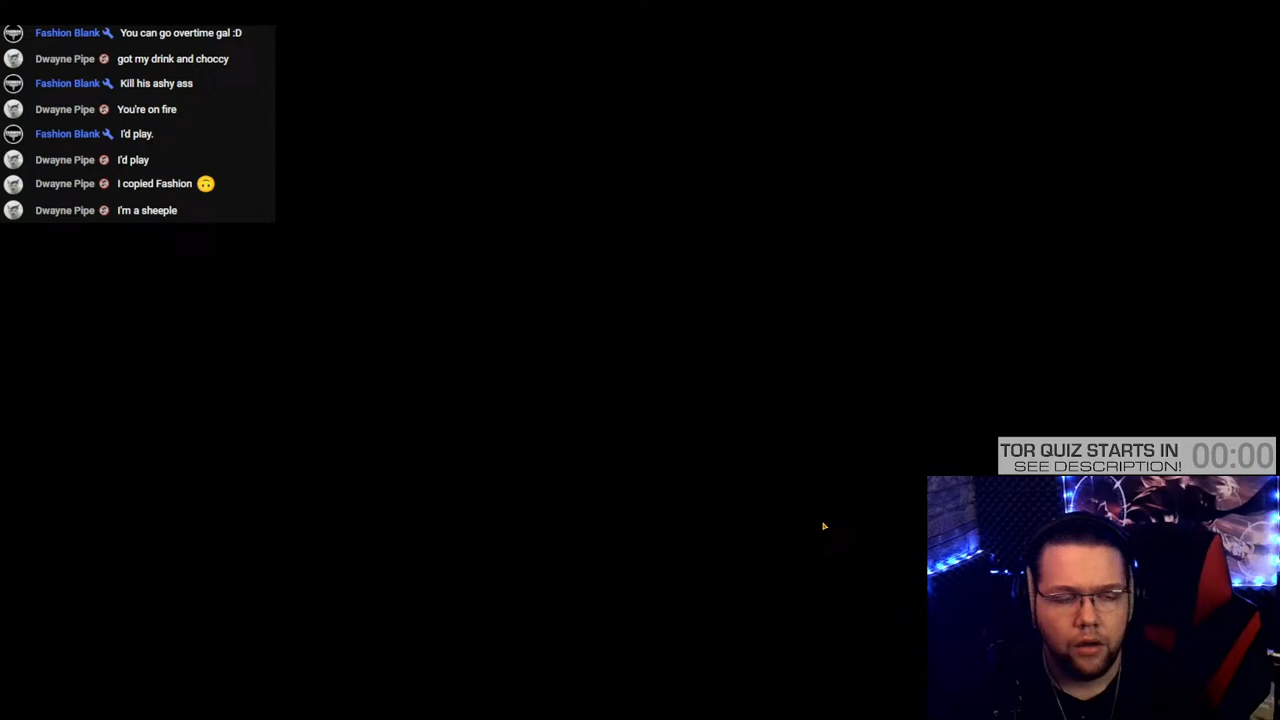 Fashion Blank You can go overtime gal :D
Dwayne Pipe got my drink and choccy
Fashion Blank Kill his ashy ass
Dwayne Pipe You're on fire
Fashion Blank I'd play.
Dwayne Pipe I'd play
Dwayne Pipe I copied Fashion 🙃
Dwayne Pipe I'm a sheeple
TOR QUIZ STARTS IN
SEE DESCRIPTION!
00:00